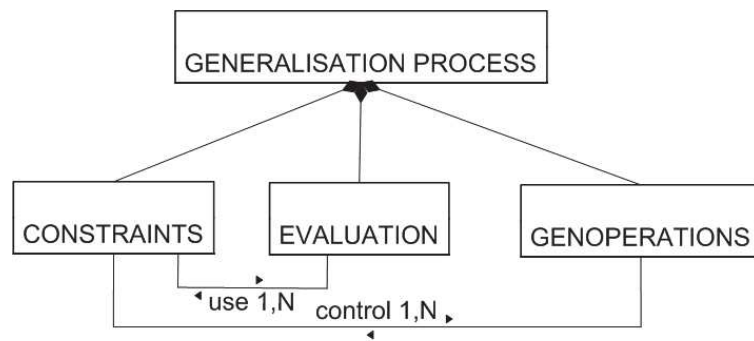 GENERALISATION PROCESS
CONSTRAINTS
EVALUATION
GENOPERATIONS
use 1,N
control 1,N